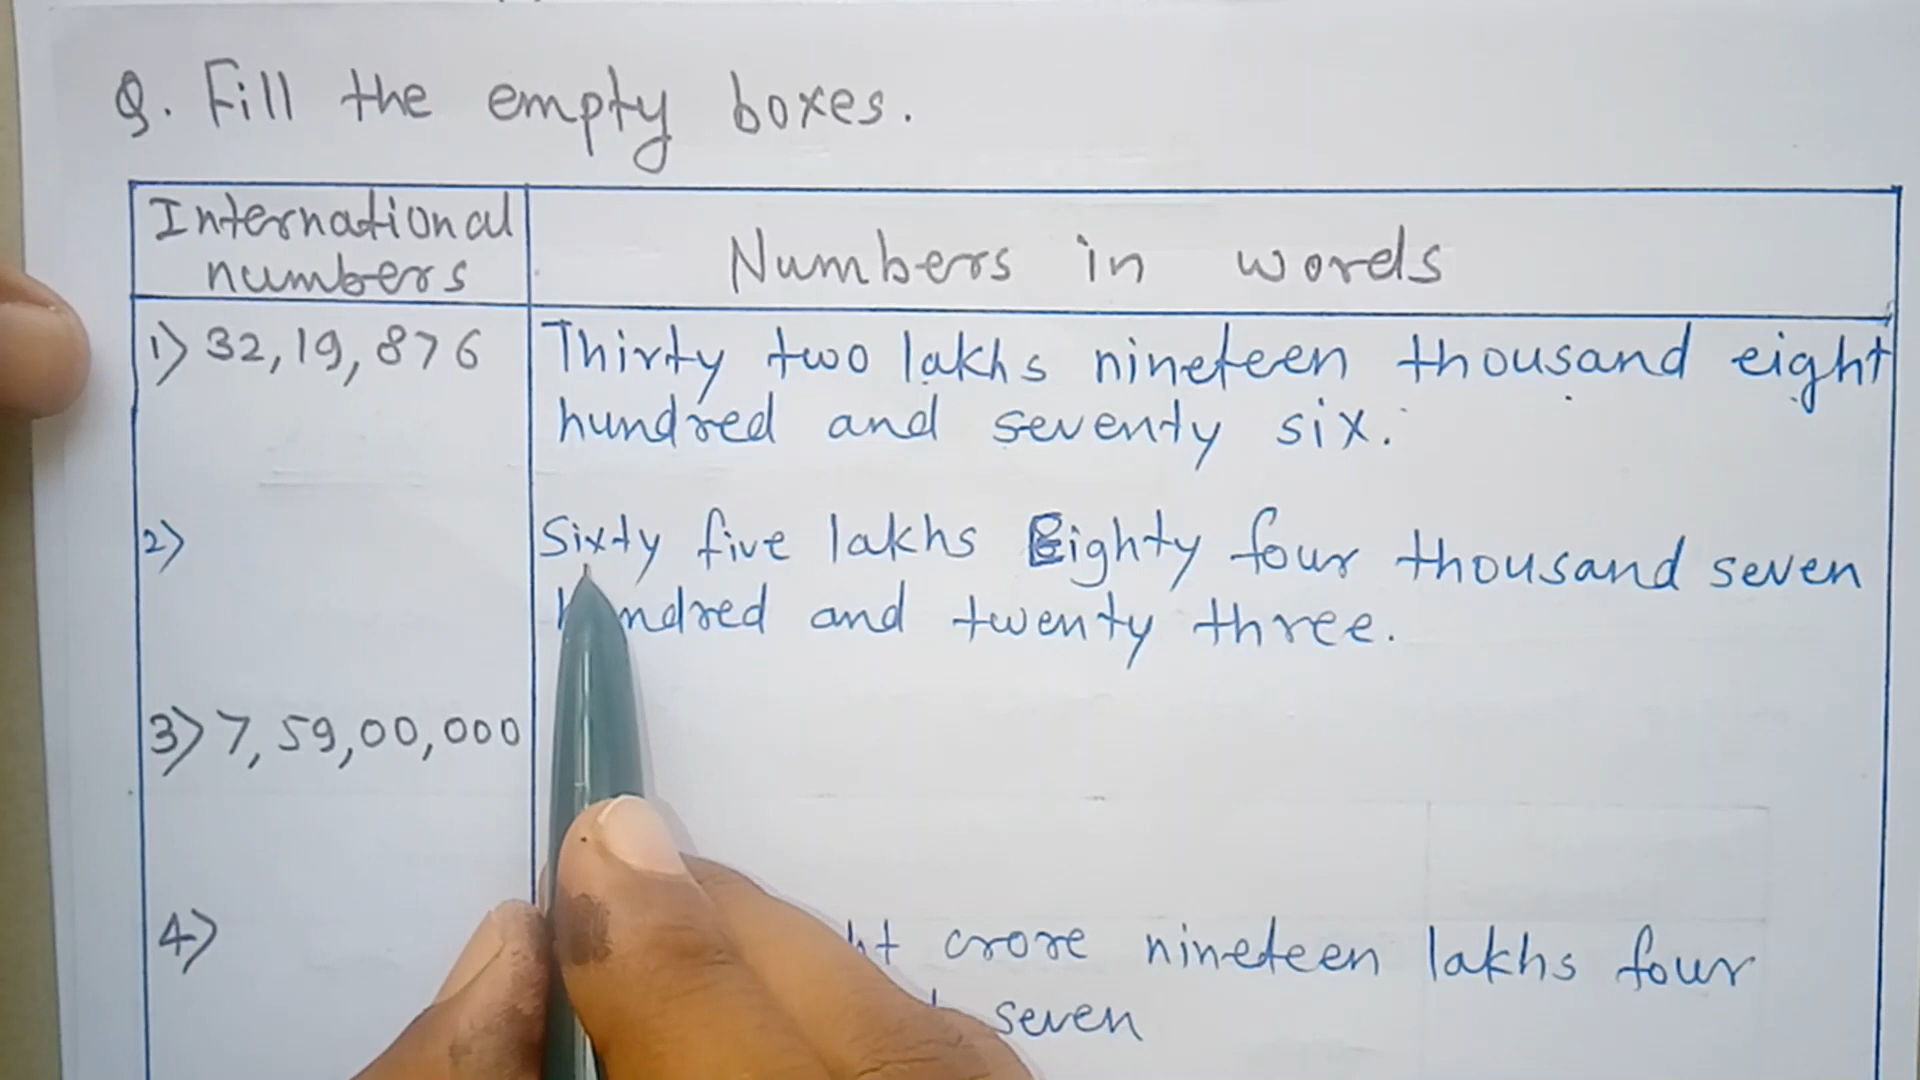 Q. Fill the empty boxes.
International numbers
Numbers in words
1) 32,19,876
Thirty two lakhs nineteen thousand eight
hundred and seventy six.
2)
Sixty five lakhs Eighty four thousand seven
hundred and twenty three.
3) 7,59,00,000
4)
crore nineteen lakhs four
seven